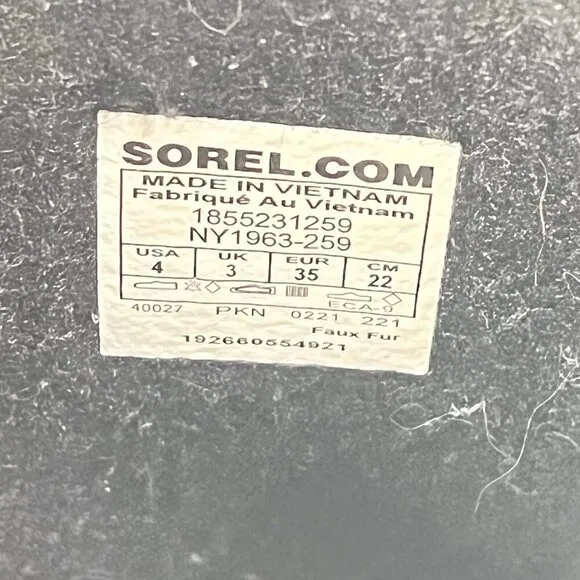 SOREL.COM
MADE IN VIETNAM
Fabriqué Au Vietnam
1855231259
NY1963-259
USA UK EUR CM
4 3 35 22
ECA-9
40027 PKN 0221 221
Faux Fur
192660554921